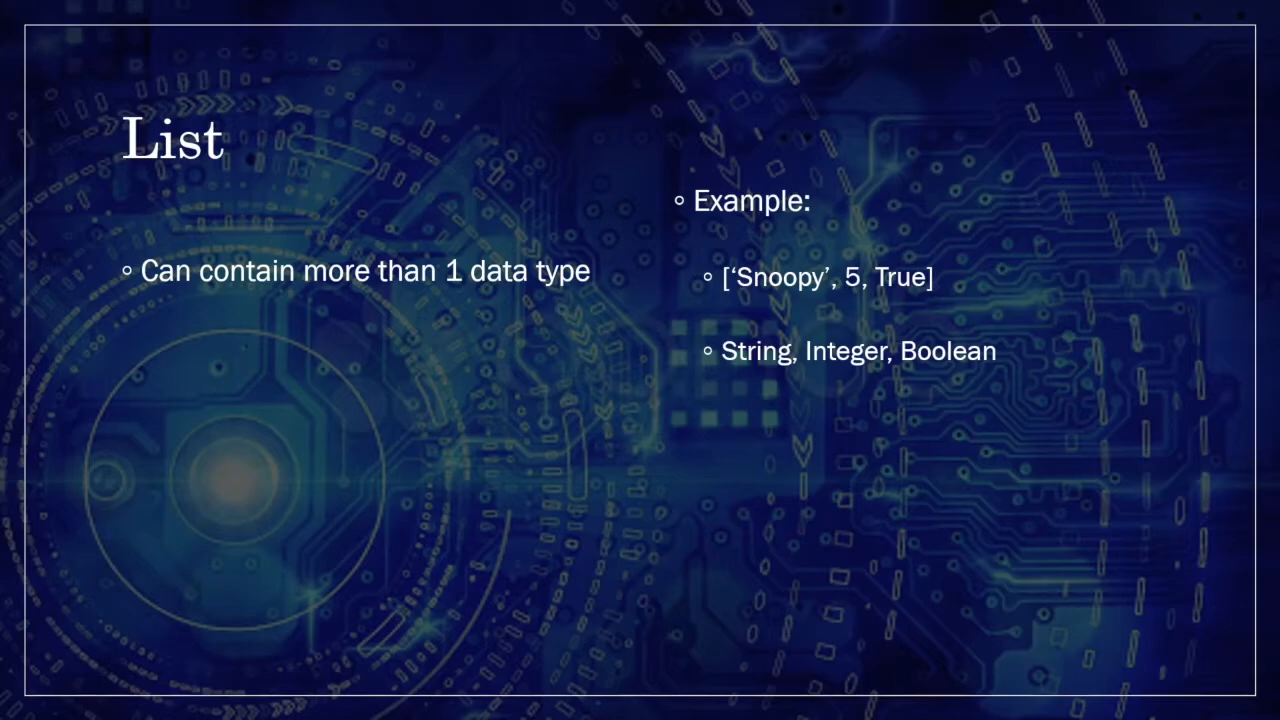 List
◦ Can contain more than 1 data type
◦ Example:
◦ [‘Snoopy’, 5, True]
◦ String, Integer, Boolean